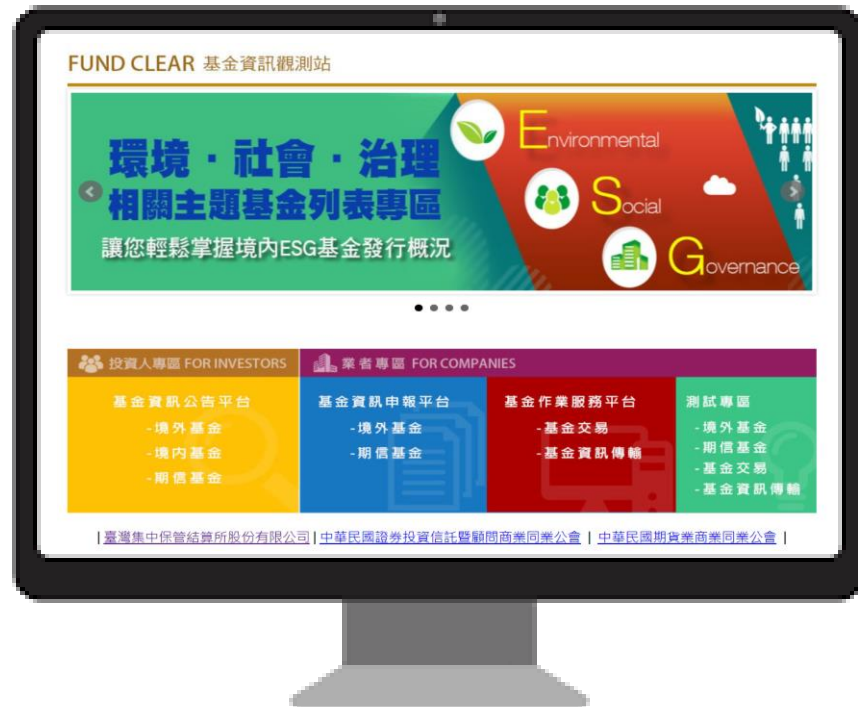 FUND CLEAR 基金資訊觀測站
環境・社會・治理
相關主題基金列表專區
讓您輕鬆掌握境內ESG基金發行概況
Environmental
Social
Governance
投資人專區 FOR INVESTORS
業者專區 FOR COMPANIES
基金資訊公告平台
-境外基金
-境內基金
-期信基金
基金資訊申報平台
-境外基金
-期信基金
基金作業服務平台
-基金交易
-基金資訊傳輸
測試專區
-境外基金
-期信基金
-基金交易
-基金資訊傳輸
|臺灣集中保管結算所股份有限公司|中華民國證券投資信託暨顧問商業同業公會 | 中華民國期貨業商業同業公會 |